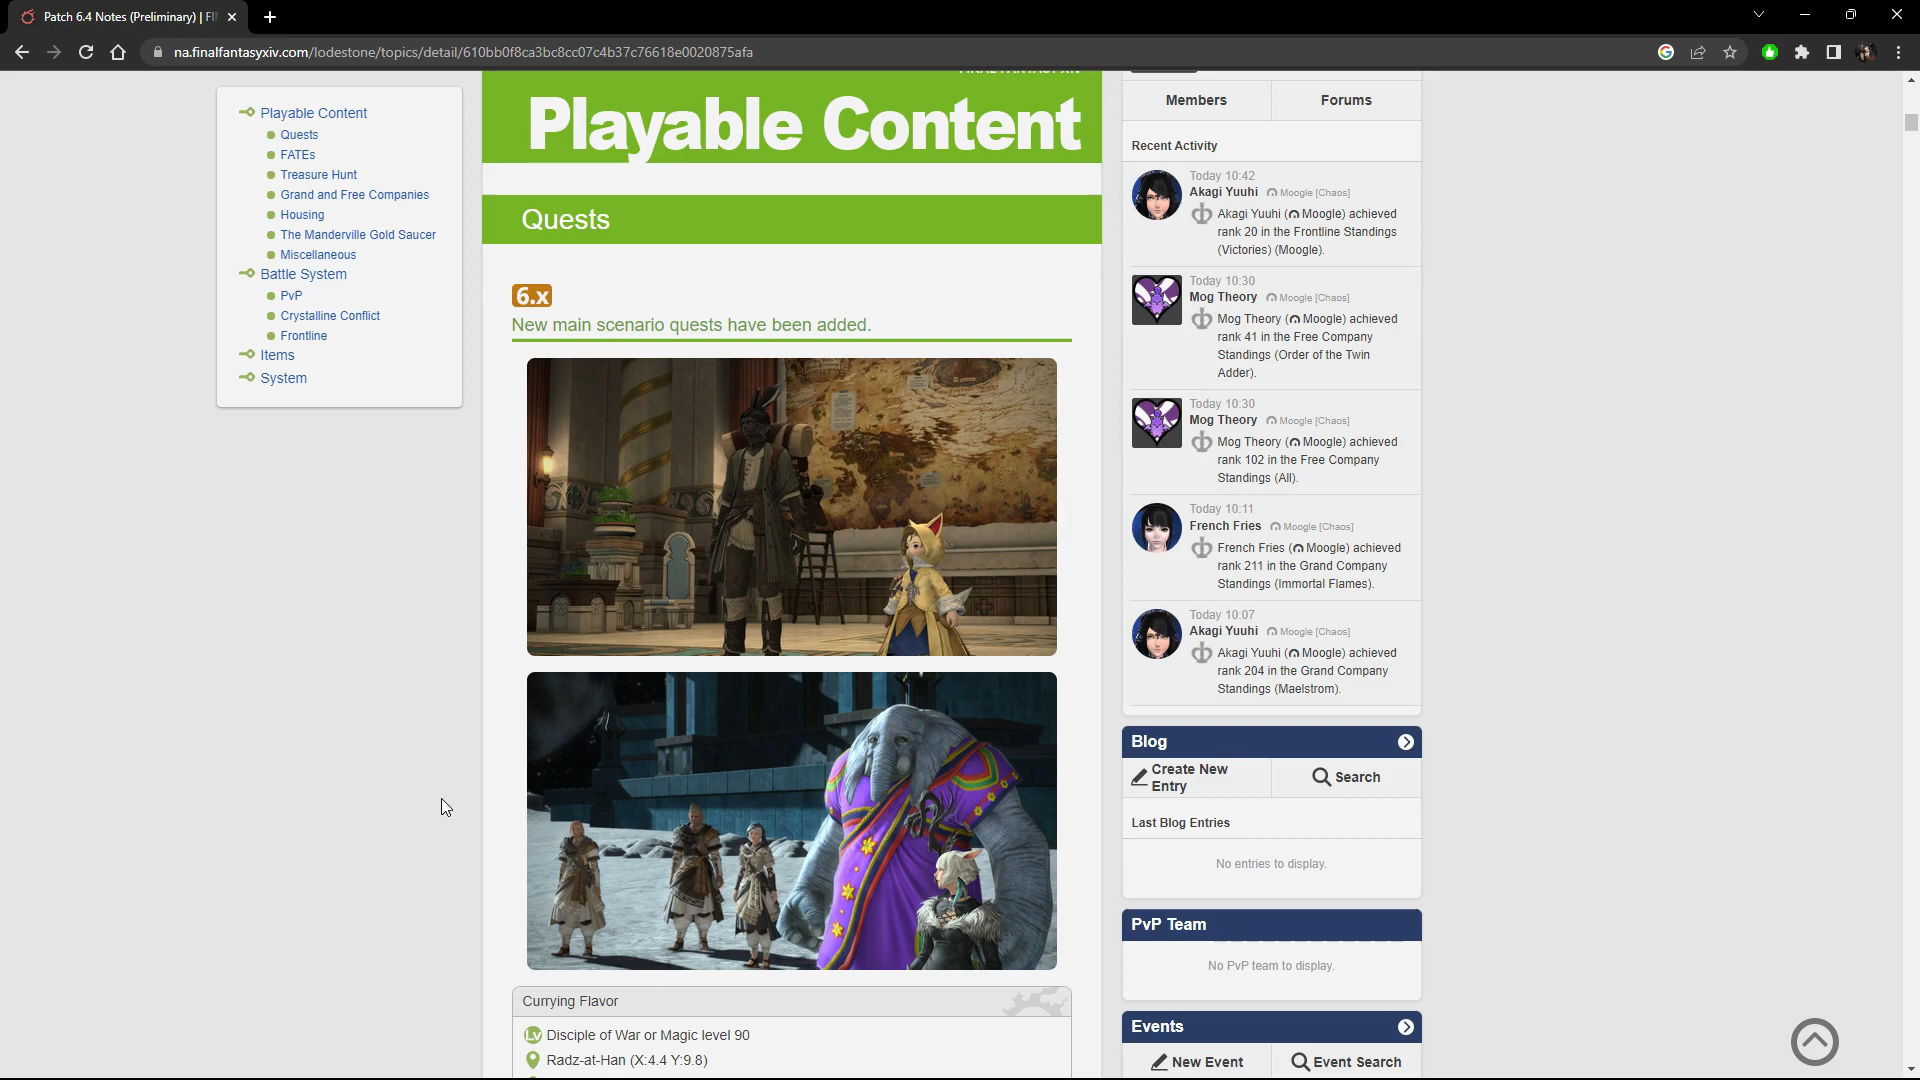 Patch 6.4 Notes (Preliminary) | FI
na.finalfantasyxiv.com/lodestone/topics/detail/610bb0f8ca3bc8cc07c4b37c76618e0020875afa
Playable Content
Quests
FATEs
Treasure Hunt
Grand and Free Companies
Housing
The Manderville Gold Saucer
Miscellaneous
Battle System
PvP
Crystalline Conflict
Frontline
Items
System
Playable Content
Quests
6.x
New main scenario quests have been added.
Currying Flavor
Lv Disciple of War or Magic level 90
Radz-at-Han (X:4.4 Y:9.8)
Members Forums
Recent Activity
Today 10:42
Akagi Yuuhi Moogle [Chaos]
Akagi Yuuhi (Moogle) achieved
rank 20 in the Frontline Standings
(Victories) (Moogle).
Today 10:30
Mog Theory Moogle [Chaos]
Mog Theory (Moogle) achieved
rank 41 in the Free Company
Standings (Order of the Twin
Adder).
Today 10:30
Mog Theory Moogle [Chaos]
Mog Theory (Moogle) achieved
rank 102 in the Free Company
Standings (All).
Today 10:11
French Fries Moogle [Chaos]
French Fries (Moogle) achieved
rank 211 in the Grand Company
Standings (Immortal Flames).
Today 10:07
Akagi Yuuhi Moogle [Chaos]
Akagi Yuuhi (Moogle) achieved
rank 204 in the Grand Company
Standings (Maelstrom).
Blog
Create New
Entry
Search
Last Blog Entries
No entries to display.
PvP Team
No PvP team to display.
Events
New Event Event Search